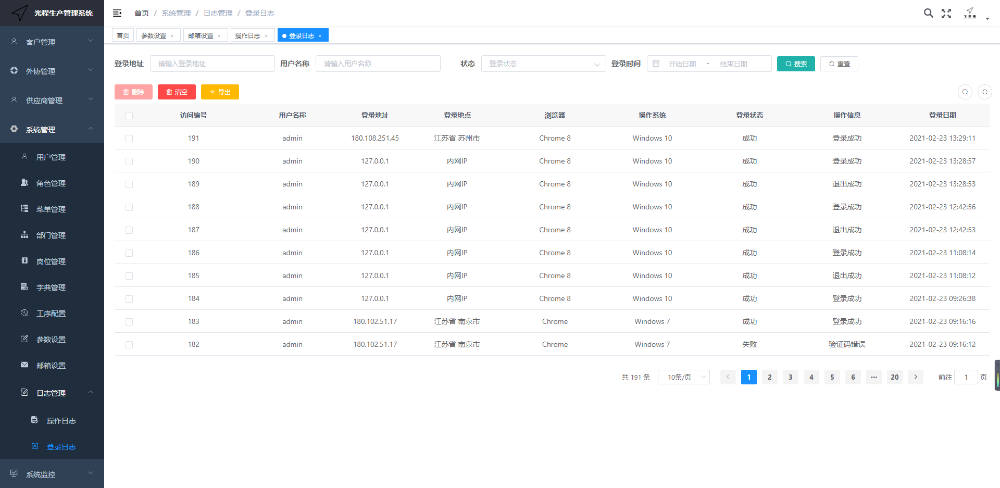 光程生产管理系统
首页 / 系统管理 / 日志管理 / 登录日志
首页 参数设置 × 邮箱设置 × 操作日志 × 登录日志 ×
客户管理
外协管理
供应商管理
系统管理
用户管理
角色管理
菜单管理
部门管理
岗位管理
字典管理
工序配置
参数设置
邮箱设置
日志管理
操作日志
登录日志
系统监控
登录地址 请输入登录地址 用户名称 请输入用户名称 状态 登录状态 登录时间 开始日期 - 结束日期 搜索 重置
删除 清空 导出
访问编号 用户名称 登录地址 登录地点 浏览器 操作系统 登录状态 操作信息 登录日期
191 admin 180.108.251.45 江苏省 苏州市 Chrome 8 Windows 10 成功 登录成功 2021-02-23 13:29:11
190 admin 127.0.0.1 内网IP Chrome 8 Windows 10 成功 登录成功 2021-02-23 13:28:57
189 admin 127.0.0.1 内网IP Chrome 8 Windows 10 成功 退出成功 2021-02-23 13:28:53
188 admin 127.0.0.1 内网IP Chrome 8 Windows 10 成功 登录成功 2021-02-23 12:42:56
187 admin 127.0.0.1 内网IP Chrome 8 Windows 10 成功 退出成功 2021-02-23 12:42:53
186 admin 127.0.0.1 内网IP Chrome 8 Windows 10 成功 登录成功 2021-02-23 11:08:14
185 admin 127.0.0.1 内网IP Chrome 8 Windows 10 成功 退出成功 2021-02-23 11:08:12
184 admin 127.0.0.1 内网IP Chrome 8 Windows 10 成功 登录成功 2021-02-23 09:26:38
183 admin 180.102.51.17 江苏省 南京市 Chrome Windows 7 成功 登录成功 2021-02-23 09:16:16
182 admin 180.102.51.17 江苏省 南京市 Chrome Windows 7 失败 验证码错误 2021-02-23 09:16:12
共 191 条 10条/页 1 2 3 4 5 6 ••• 20 前往 1 页